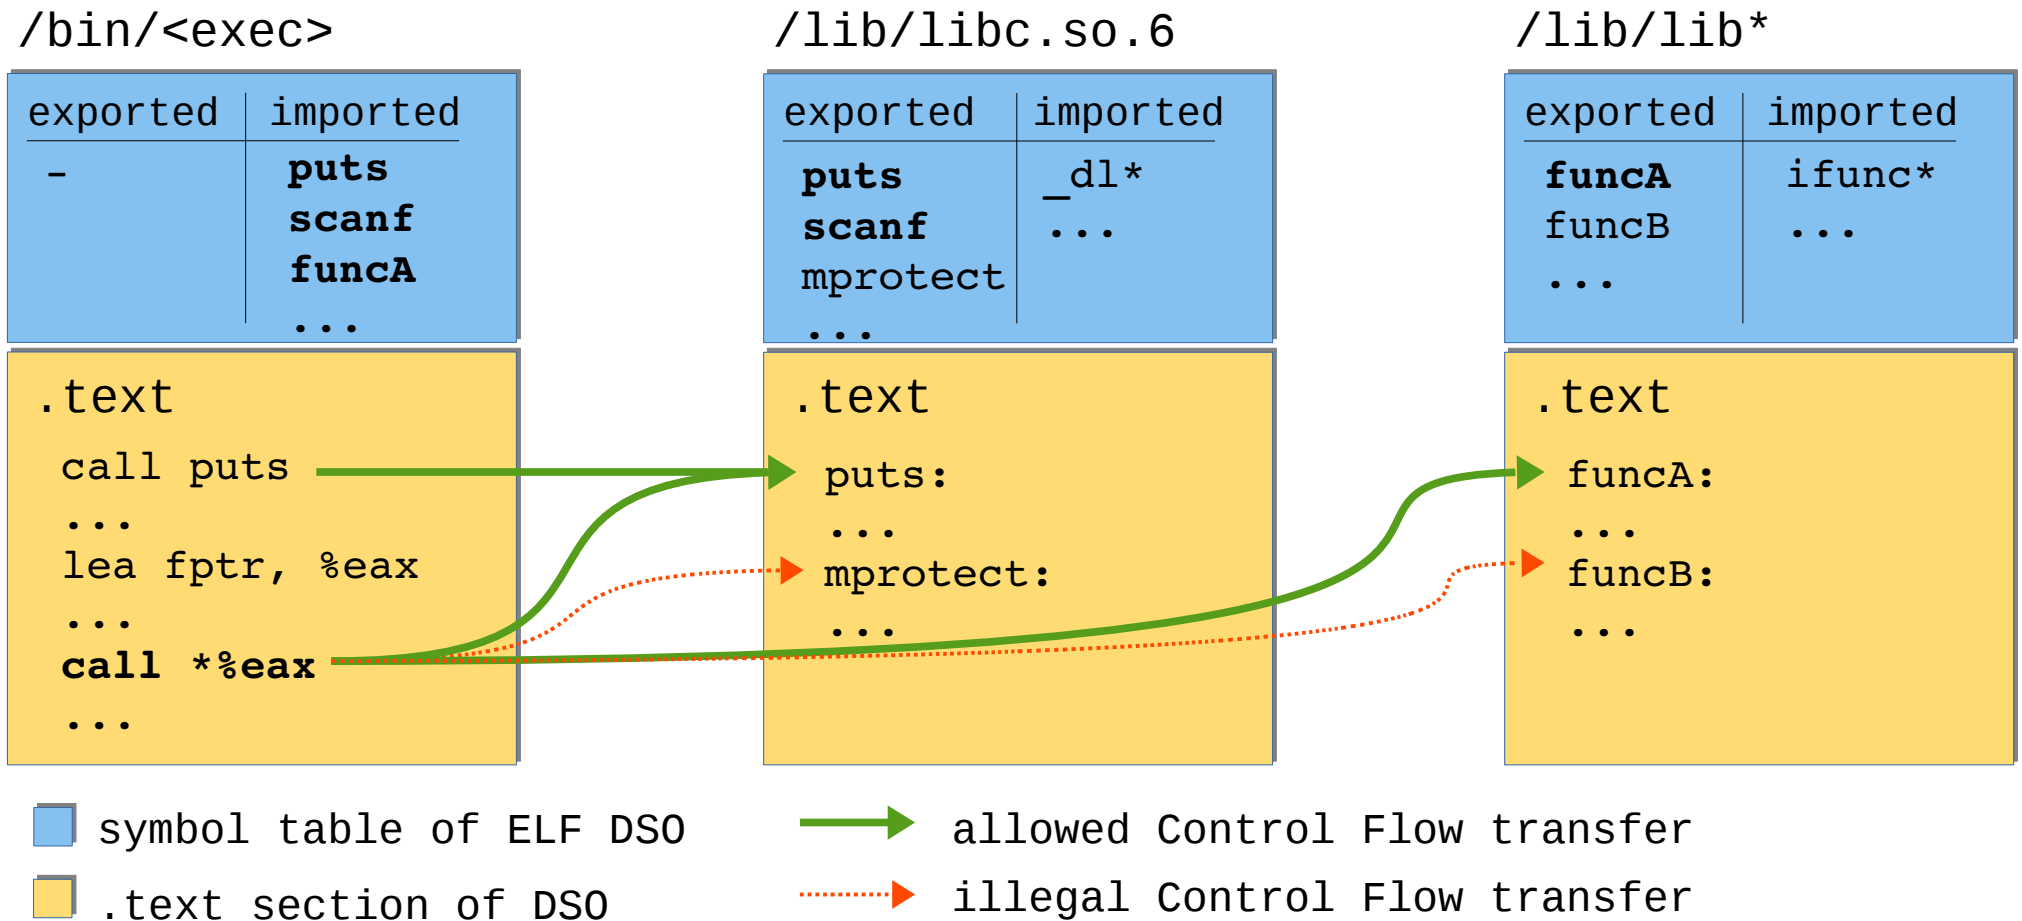 /bin/<exec>
exported imported
- puts
scanf
funcA
...
.text
call puts
...
lea fptr, %eax
...
call *%eax
...
/lib/libc.so.6
exported imported
puts _dl*
scanf ...
mprotect
...
.text
puts:
...
mprotect:
...
/lib/lib*
exported imported
funcA ifunc*
funcB ...
...
.text
funcA:
...
funcB:
...
symbol table of ELF DSO
.text section of DSO
allowed Control Flow transfer
illegal Control Flow transfer